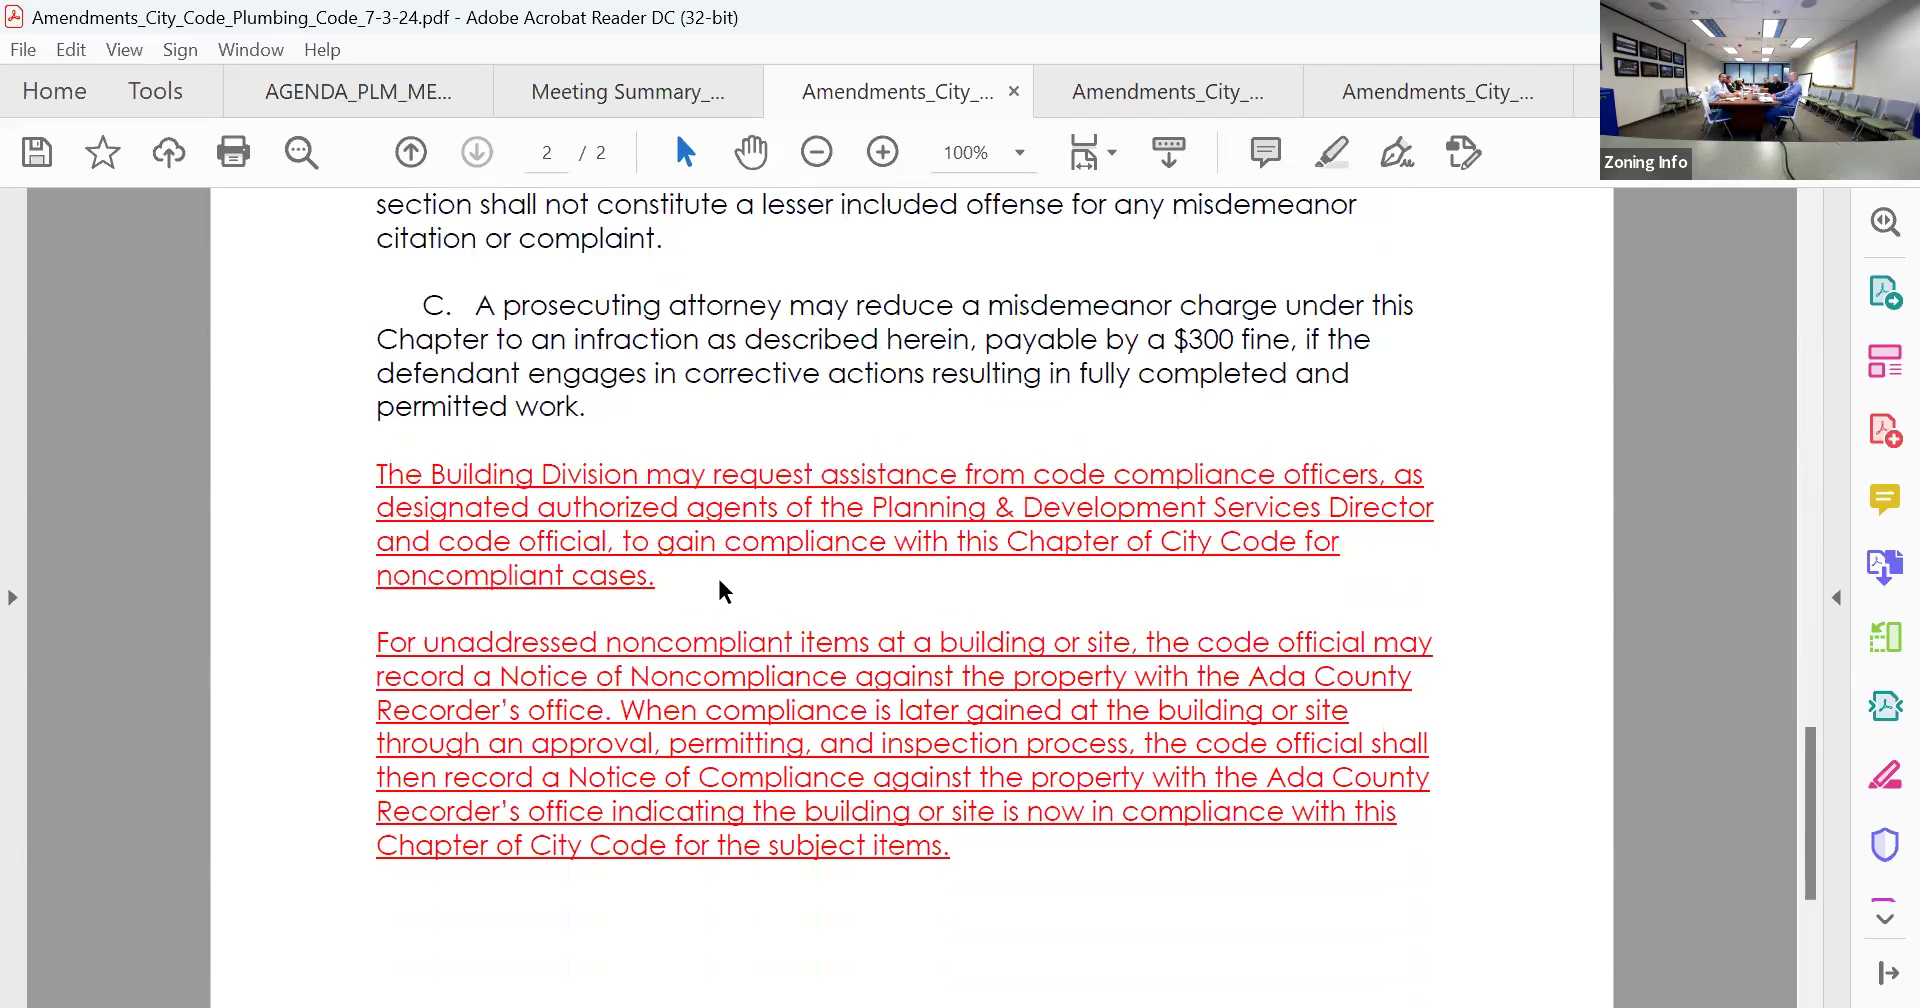 Amendments_City_Code_Plumbing_Code_7-3-24.pdf - Adobe Acrobat Reader DC (32-bit)
File Edit View Sign Window Help
Home Tools AGENDA_PLM_ME... Meeting Summary_... Amendments_City_... × Amendments_City_... Amendments_City_...
2 / 2 100%
Zoning Info
section shall not constitute a lesser included offense for any misdemeanor
citation or complaint.
C. A prosecuting attorney may reduce a misdemeanor charge under this
Chapter to an infraction as described herein, payable by a $300 fine, if the
defendant engages in corrective actions resulting in fully completed and
permitted work.
The Building Division may request assistance from code compliance officers, as
designated authorized agents of the Planning & Development Services Director
and code official, to gain compliance with this Chapter of City Code for
noncompliant cases.
For unaddressed noncompliant items at a building or site, the code official may
record a Notice of Noncompliance against the property with the Ada County
Recorder’s office. When compliance is later gained at the building or site
through an approval, permitting, and inspection process, the code official shall
then record a Notice of Compliance against the property with the Ada County
Recorder’s office indicating the building or site is now in compliance with this
Chapter of City Code for the subject items.